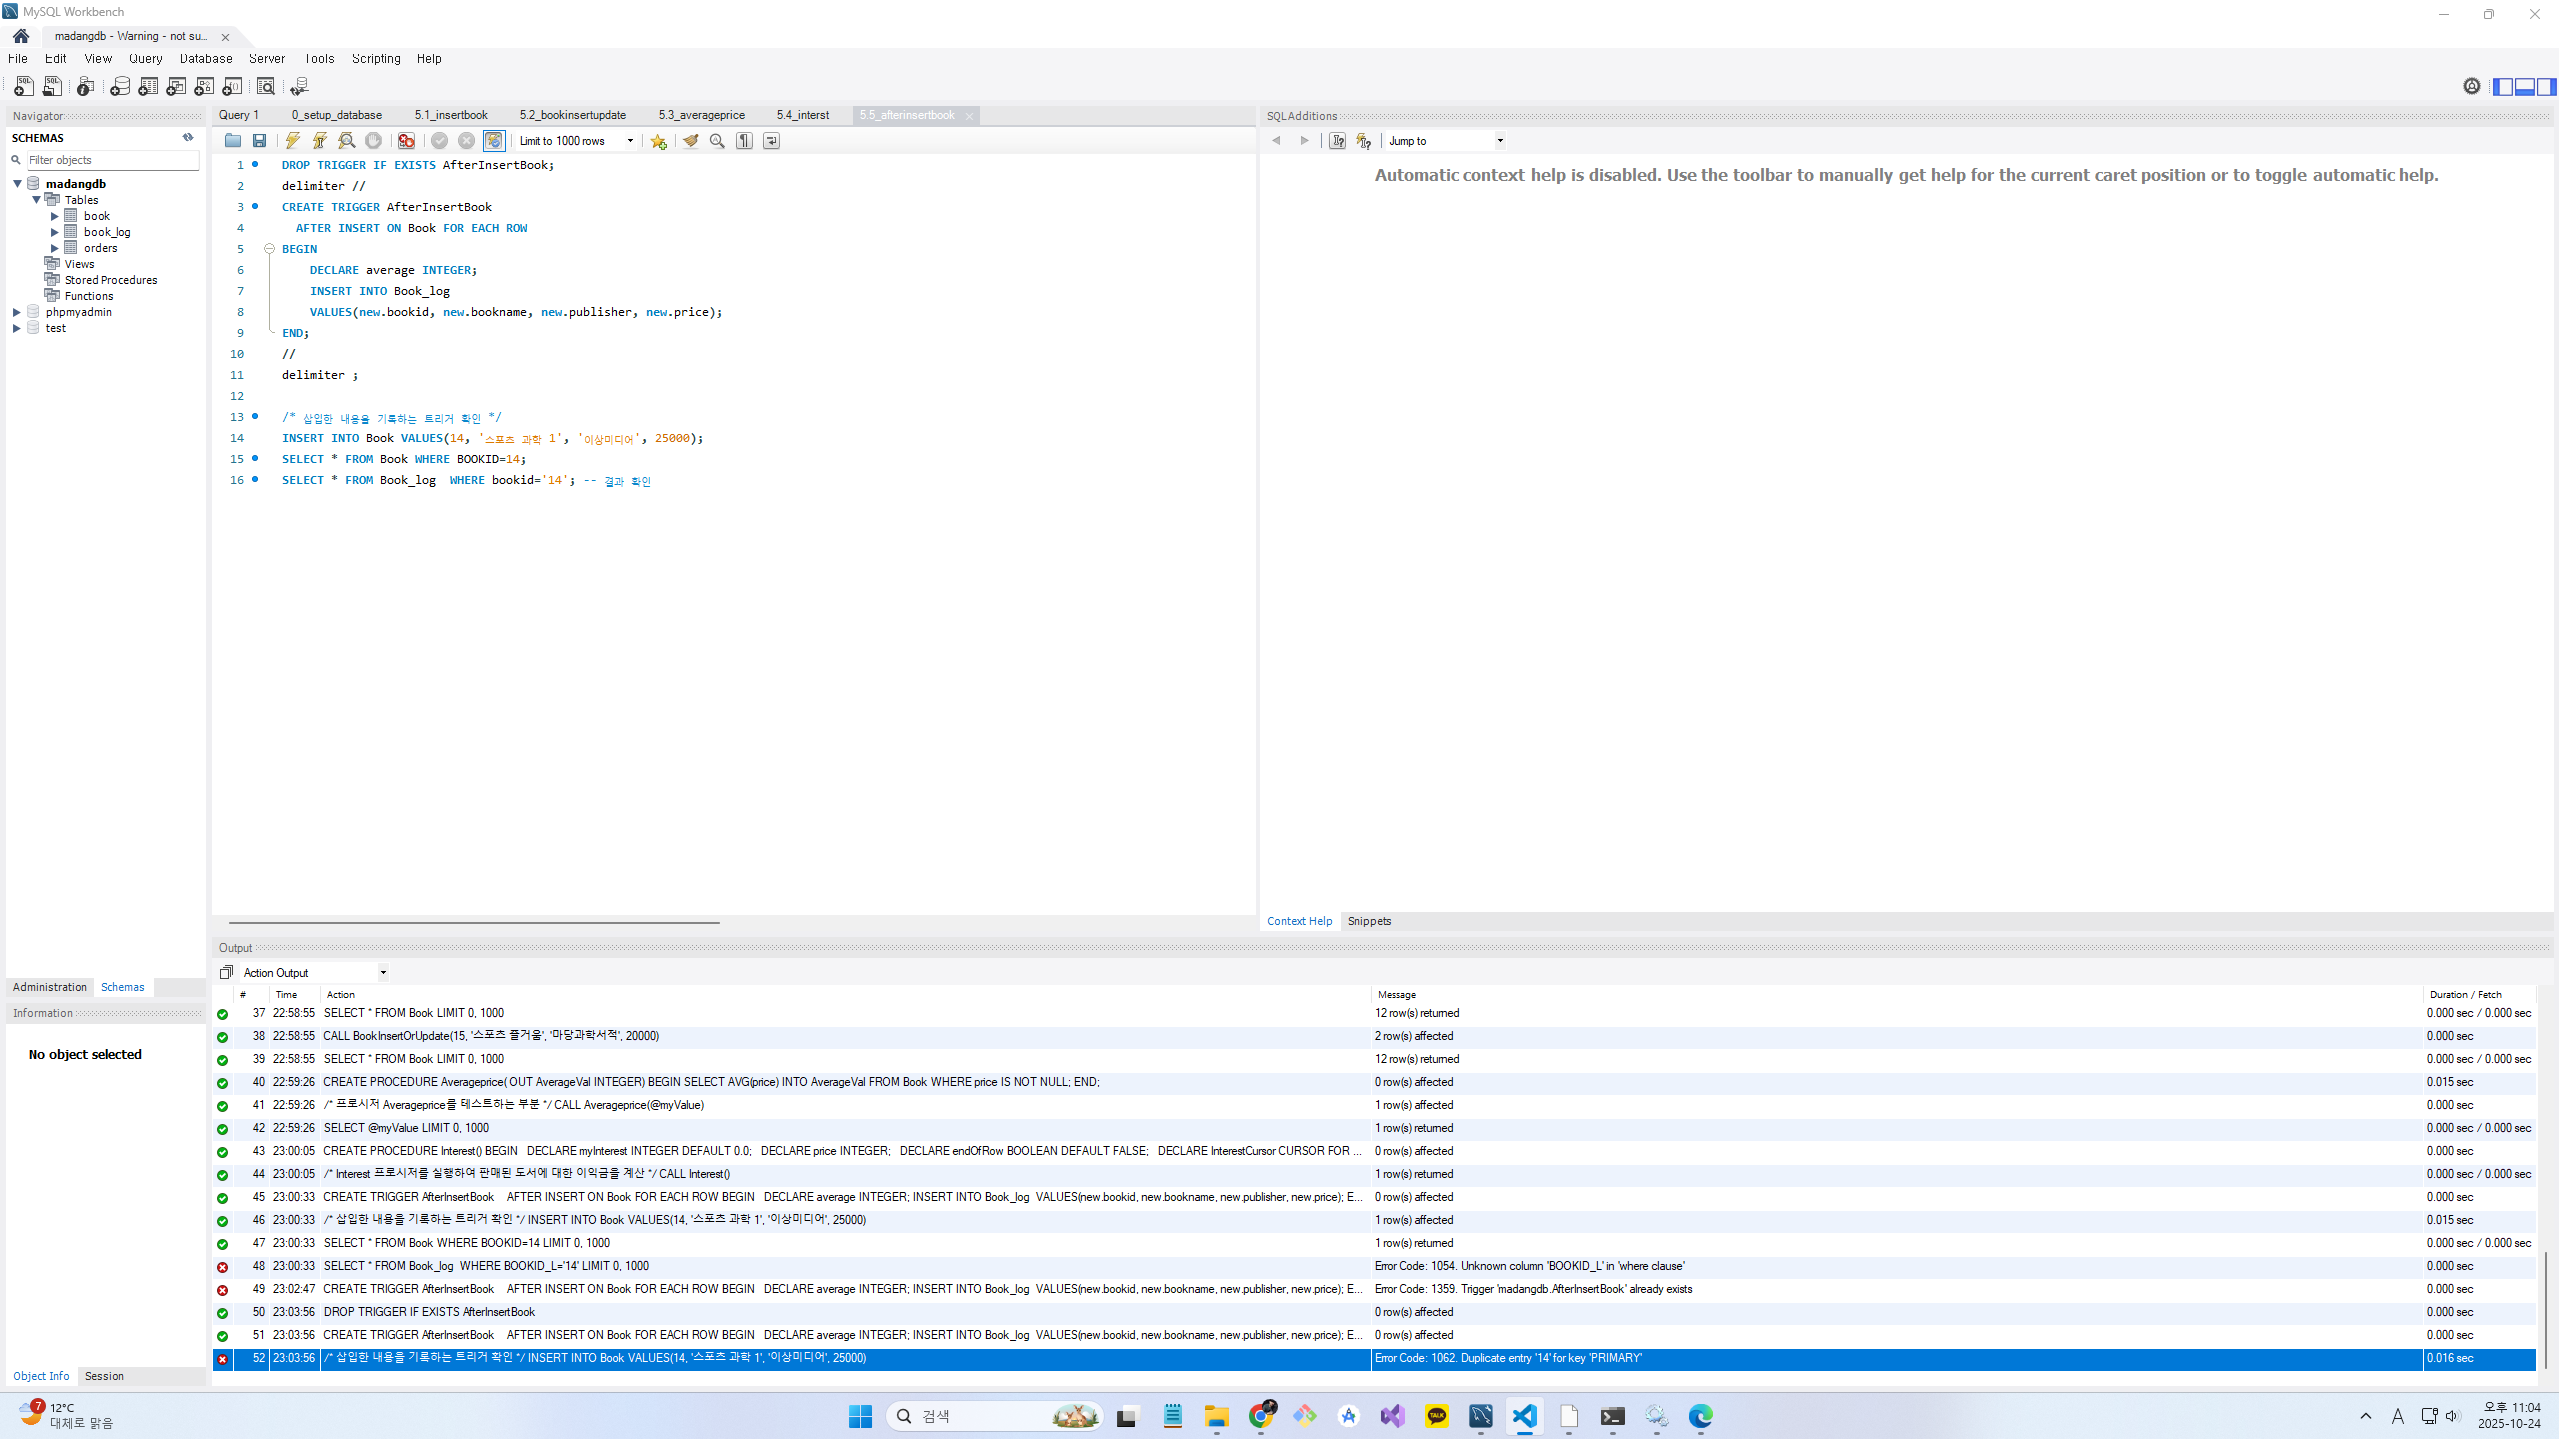 MySQL Workbench
madangdb - Warning - not su...
File Edit View Query Database Server Tools Scripting Help
Navigator
SCHEMAS
Filter objects
madangdb
Tables
book
book_log
orders
Views
Stored Procedures
Functions
phpmyadmin
test
Administration Schemas
Information
No object selected
Object Info Session
Query 1 0_setup_database 5.1_insertbook 5.2_bookinsertupdate 5.3_averageprice 5.4_interst 5.5_afterinsertbook
Limit to 1000 rows
1 DROP TRIGGER IF EXISTS AfterInsertBook;
2 delimiter //
3 CREATE TRIGGER AfterInsertBook
4 AFTER INSERT ON Book FOR EACH ROW
5 BEGIN
6 DECLARE average INTEGER;
7 INSERT INTO Book_log
8 VALUES(new.bookid, new.bookname, new.publisher, new.price);
9 END;
10 //
11 delimiter ;
12
13 /* 삽입한 내용을 기록하는 트리거 확인 */
14 INSERT INTO Book VALUES(14, '스포츠 과학 1', '이상미디어', 25000);
15 SELECT * FROM Book WHERE BOOKID=14;
16 SELECT * FROM Book_log  WHERE bookid='14'; -- 결과 확인
SQLAdditions
Jump to
Automatic context help is disabled. Use the toolbar to manually get help for the current caret position or to toggle automatic help.
Context Help Snippets
Output
Action Output
# Time Action Message Duration / Fetch
37 22:58:55 SELECT * FROM Book LIMIT 0, 1000 12 row(s) returned 0.000 sec / 0.000 sec
38 22:58:55 CALL BookInsertOrUpdate(15, '스포츠 즐거움', '마당과학서적', 20000) 2 row(s) affected 0.000 sec
39 22:58:55 SELECT * FROM Book LIMIT 0, 1000 12 row(s) returned 0.000 sec / 0.000 sec
40 22:59:26 CREATE PROCEDURE Averageprice( OUT AverageVal INTEGER) BEGIN SELECT AVG(price) INTO AverageVal FROM Book WHERE price IS NOT NULL; END; 0 row(s) affected 0.015 sec
41 22:59:26 /* 프로시저 Averageprice를 테스트하는 부분 */ CALL Averageprice(@myValue) 1 row(s) affected 0.000 sec
42 22:59:26 SELECT @myValue LIMIT 0, 1000 1 row(s) returned 0.000 sec / 0.000 sec
43 23:00:05 CREATE PROCEDURE Interest() BEGIN DECLARE myInterest INTEGER DEFAULT 0.0; DECLARE price INTEGER; DECLARE endOfRow BOOLEAN DEFAULT FALSE; DECLARE InterestCursor CURSOR FOR ... 0 row(s) affected 0.000 sec
44 23:00:05 /* Interest 프로시저를 실행하여 판매된 도서에 대한 이익금을 계산 */ CALL Interest() 1 row(s) returned 0.000 sec / 0.000 sec
45 23:00:33 CREATE TRIGGER AfterInsertBook AFTER INSERT ON Book FOR EACH ROW BEGIN DECLARE average INTEGER; INSERT INTO Book_log VALUES(new.bookid, new.bookname, new.publisher, new.price); E... 0 row(s) affected 0.000 sec
46 23:00:33 /* 삽입한 내용을 기록하는 트리거 확인 */ INSERT INTO Book VALUES(14, '스포츠 과학 1', '이상미디어', 25000) 1 row(s) affected 0.015 sec
47 23:00:33 SELECT * FROM Book WHERE BOOKID=14 LIMIT 0, 1000 1 row(s) returned 0.000 sec / 0.000 sec
48 23:00:33 SELECT * FROM Book_log WHERE BOOKID_L='14' LIMIT 0, 1000 Error Code: 1054. Unknown column 'BOOKID_L' in 'where clause' 0.000 sec
49 23:02:47 CREATE TRIGGER AfterInsertBook AFTER INSERT ON Book FOR EACH ROW BEGIN DECLARE average INTEGER; INSERT INTO Book_log VALUES(new.bookid, new.bookname, new.publisher, new.price); E... Error Code: 1359. Trigger 'madangdb.AfterInsertBook' already exists 0.000 sec
50 23:03:56 DROP TRIGGER IF EXISTS AfterInsertBook 0 row(s) affected 0.000 sec
51 23:03:56 CREATE TRIGGER AfterInsertBook AFTER INSERT ON Book FOR EACH ROW BEGIN DECLARE average INTEGER; INSERT INTO Book_log VALUES(new.bookid, new.bookname, new.publisher, new.price); E... 0 row(s) affected 0.000 sec
52 23:03:56 /* 삽입한 내용을 기록하는 트리거 확인 */ INSERT INTO Book VALUES(14, '스포츠 과학 1', '이상미디어', 25000) Error Code: 1062. Duplicate entry '14' for key 'PRIMARY' 0.016 sec
7
12°C
대체로 맑음
검색
TALK
A
오후 11:04
2025-10-24